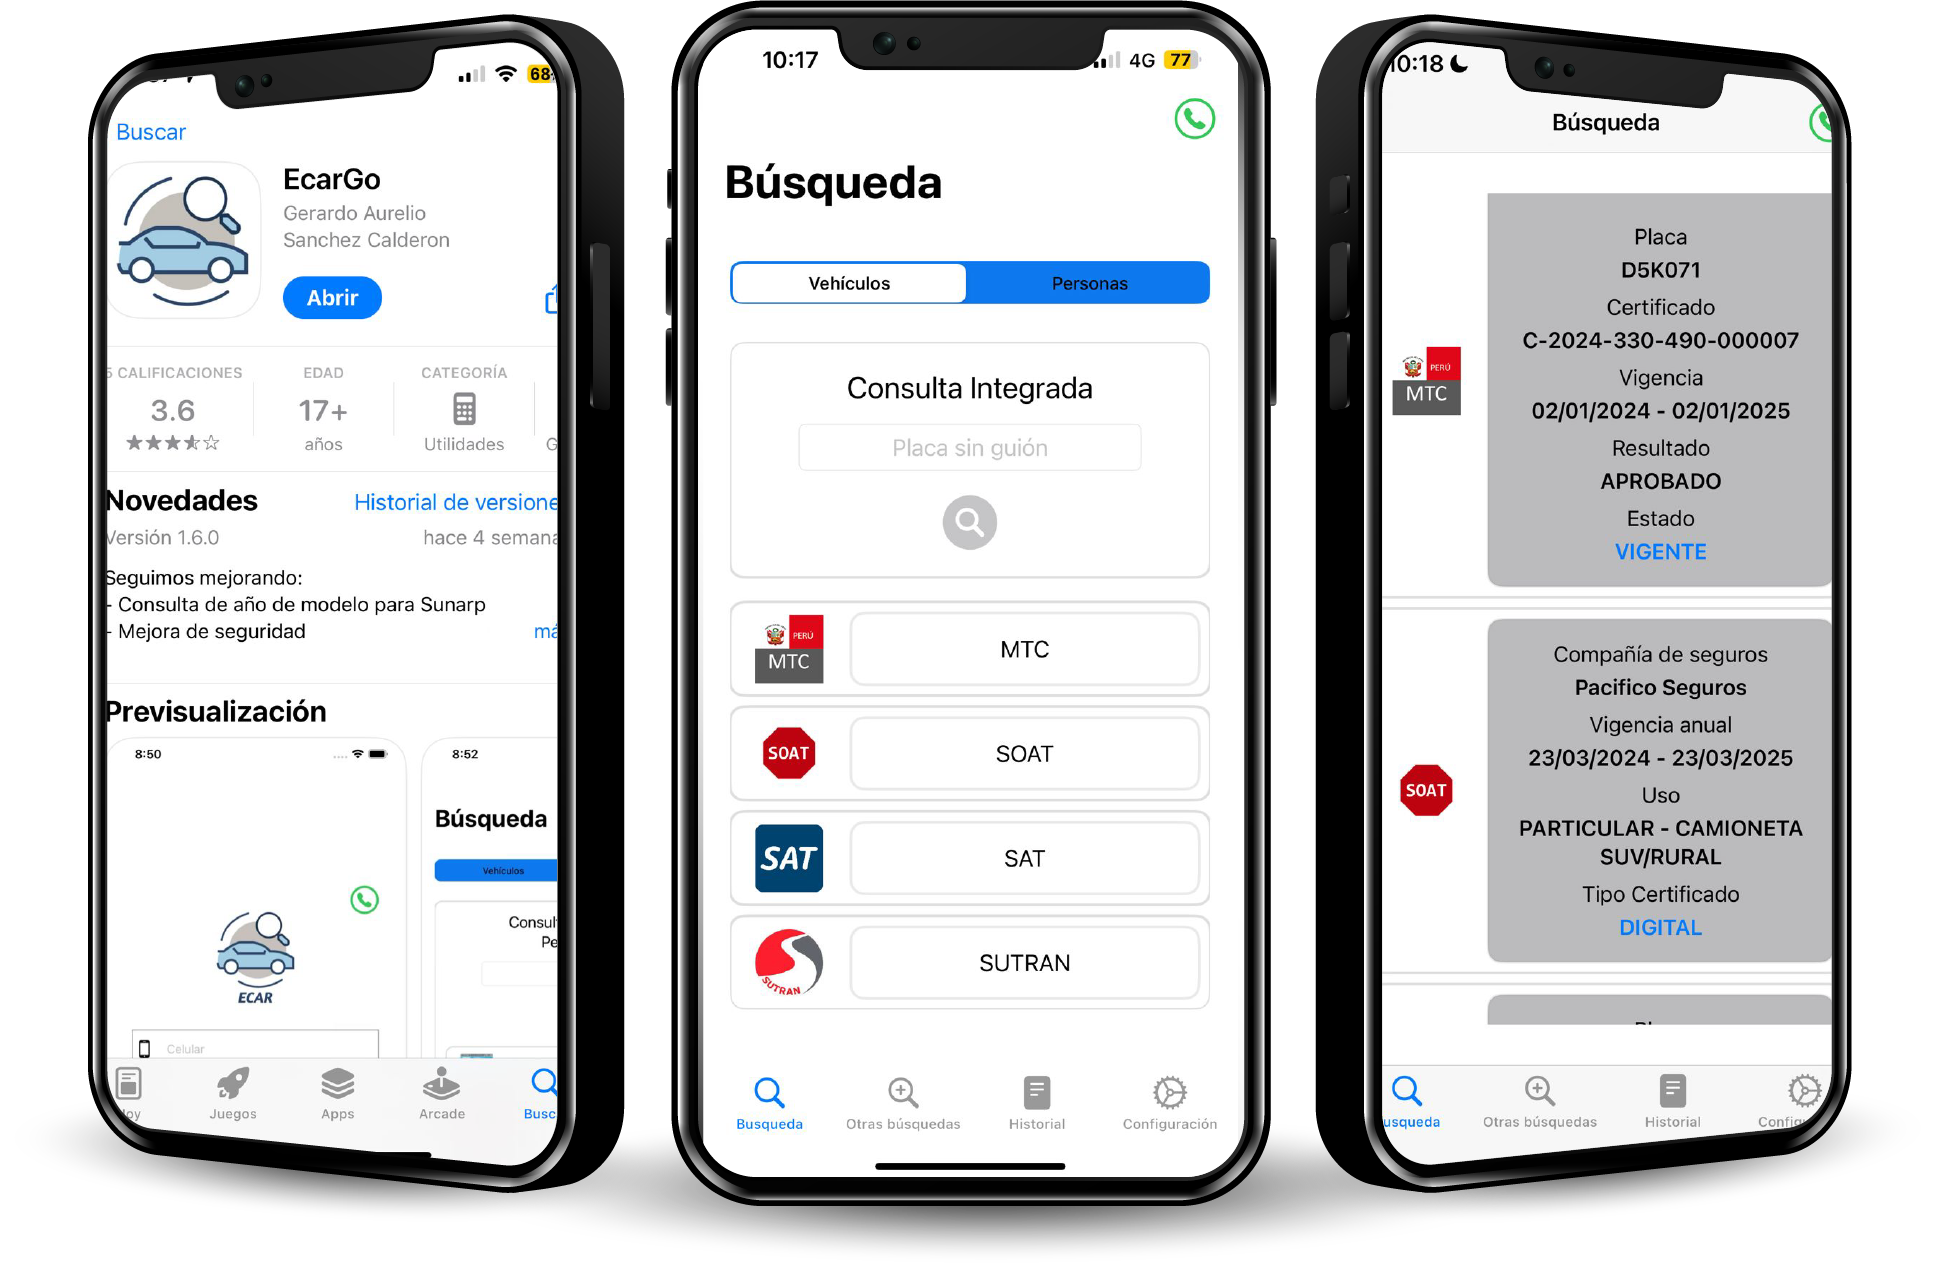 68
Buscar
EcarGo
Gerardo Aurelio
Sanchez Calderon
Abrir
CALIFICACIONES
EDAD
CATEGORÍA
3.6
17+
años
Utilidades
G
Novedades
Historial de versione
Versión 1.6.0
hace 4 semana
Seguimos mejorando:
- Consulta de año de modelo para Sunarp
- Mejora de seguridad
má
Previsualización
8:50
ECAR
Celular
8:52
Búsqueda
Vehículos
Consul
Pe
Hoy
Juegos
Apps
Arcade
Busc
10:17
4G
77
Búsqueda
Vehículos
Personas
Consulta Integrada
Placa sin guión
PERÚ
MTC
MTC
SOAT
SOAT
SAT
SAT
SUTRAN
SUTRAN
Busqueda
Otras búsquedas
Historial
Configuración
10:18
Búsqueda
PERÚ
MTC
Placa
D5K071
Certificado
C-2024-330-490-000007
Vigencia
02/01/2024 - 02/01/2025
Resultado
APROBADO
Estado
VIGENTE
SOAT
Compañía de seguros
Pacifico Seguros
Vigencia anual
23/03/2024 - 23/03/2025
Uso
PARTICULAR - CAMIONETA
SUV/RURAL
Tipo Certificado
DIGITAL
usqueda
Otras búsquedas
Historial
Config